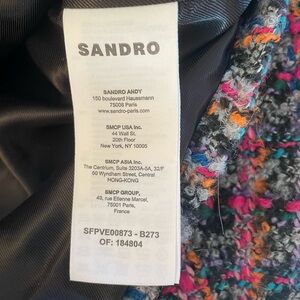 SANDRO
SANDRO ANDY
150 boulevard Haussmann
75008 Paris
www.sandro-paris.com
SMCP USA Inc.
44 Wall St.
20th Floor
New York, NY 10005
SMCP ASIA Inc.
The Centrium, Suite 3203A-5A, 32/F
60 Wyndham Street, Central
HONG-KONG
SMCP GROUP,
49, rue Etienne Marcel,
75001 Paris,
France
SFPVE00873 - B273
OF: 184804